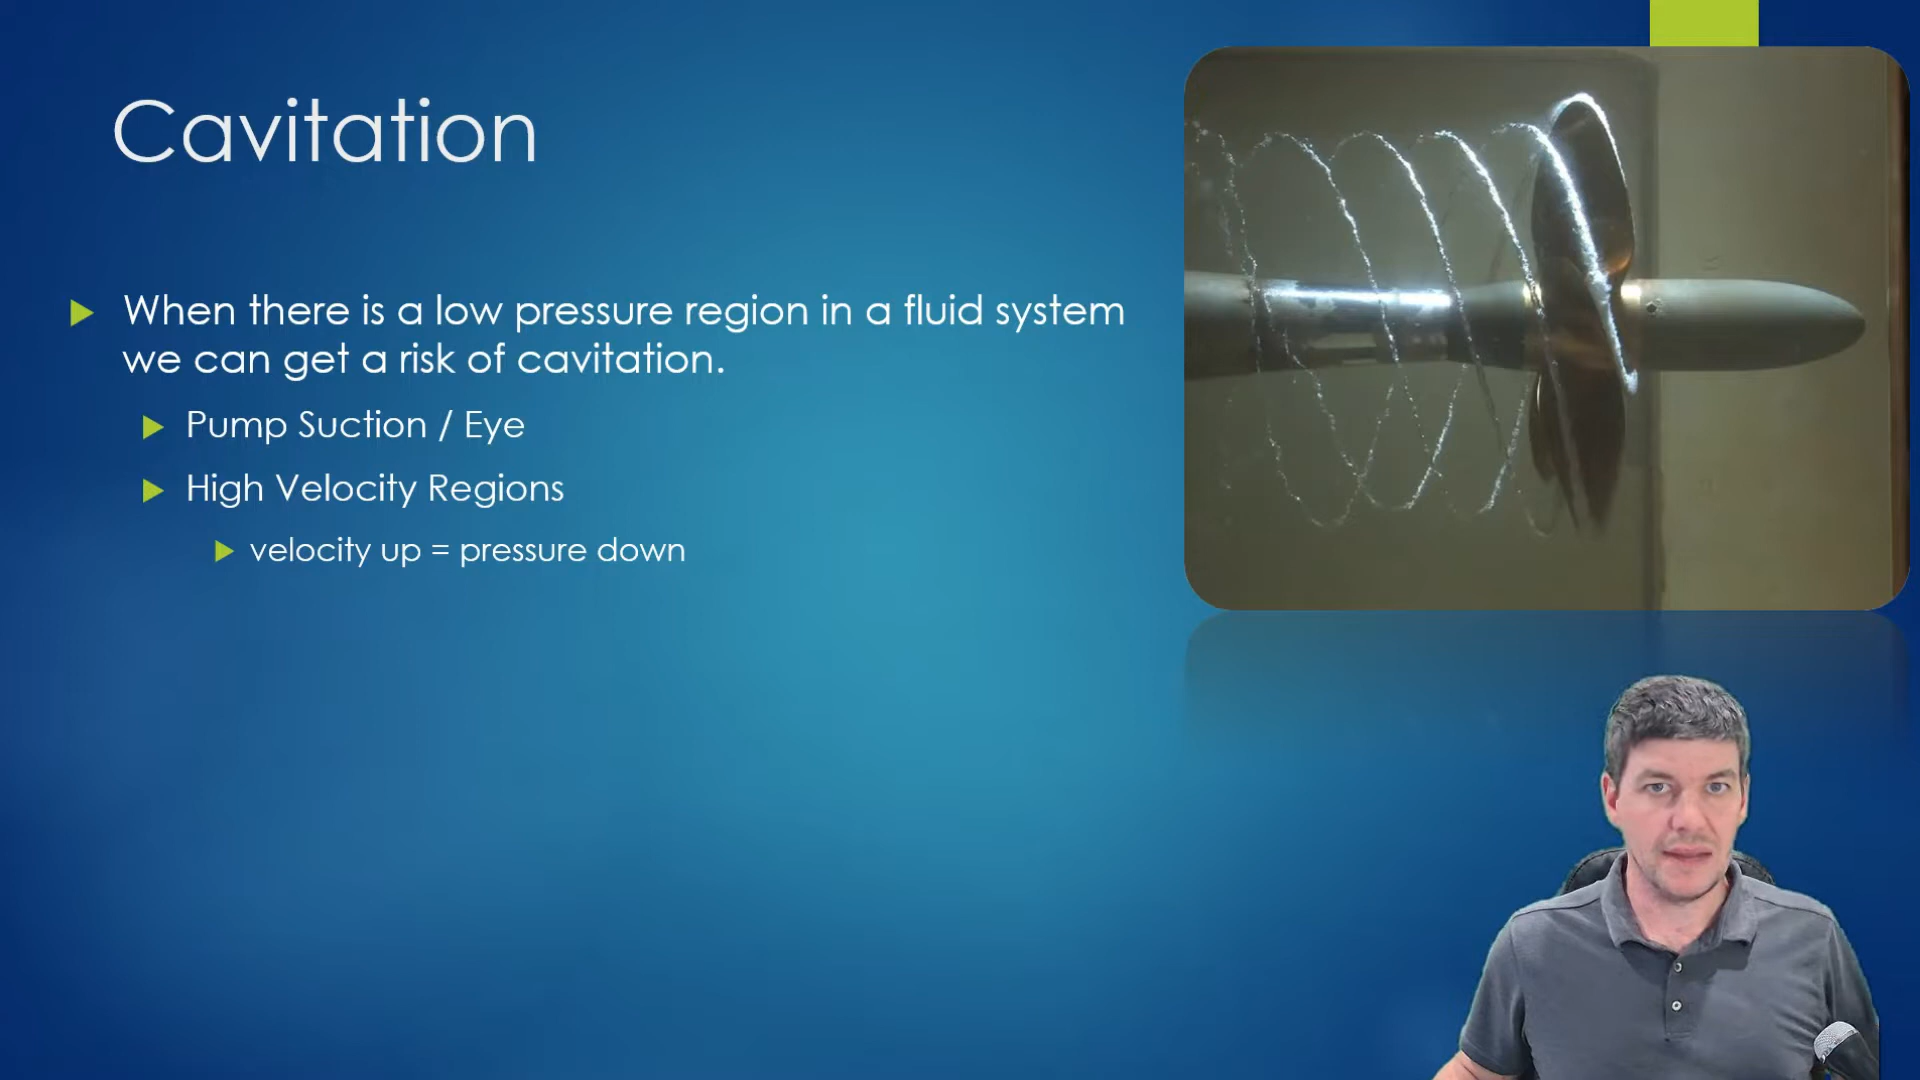 Cavitation
When there is a low pressure region in a fluid system
we can get a risk of cavitation.
Pump Suction / Eye
High Velocity Regions
velocity up = pressure down